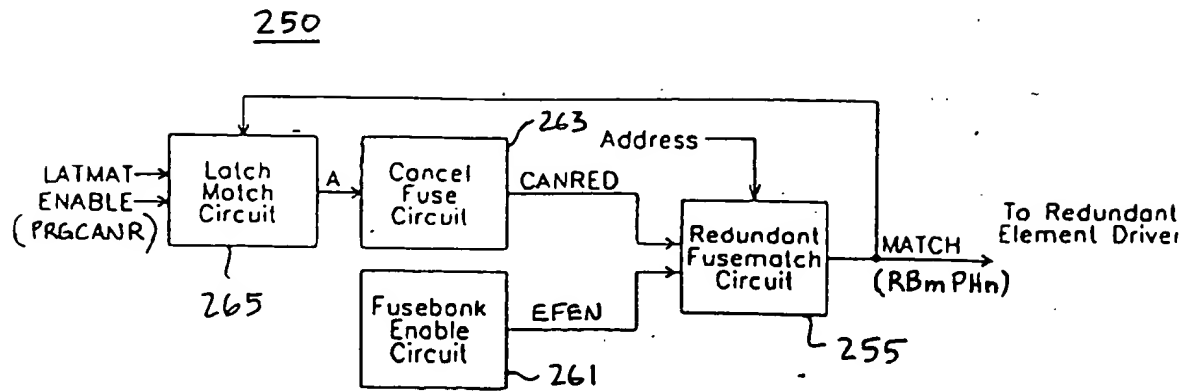 250
263
Address
LATMAT
ENABLE
(PRGCANR)
Latch
Match
Circuit
A
Cancel
Fuse
Circuit
CANRED
Redundant
Fusematch
Circuit
MATCH
(RBmPHn)
To Redundant
Element Driver
265
Fusebank
Enable
Circuit
EFEN
261
255